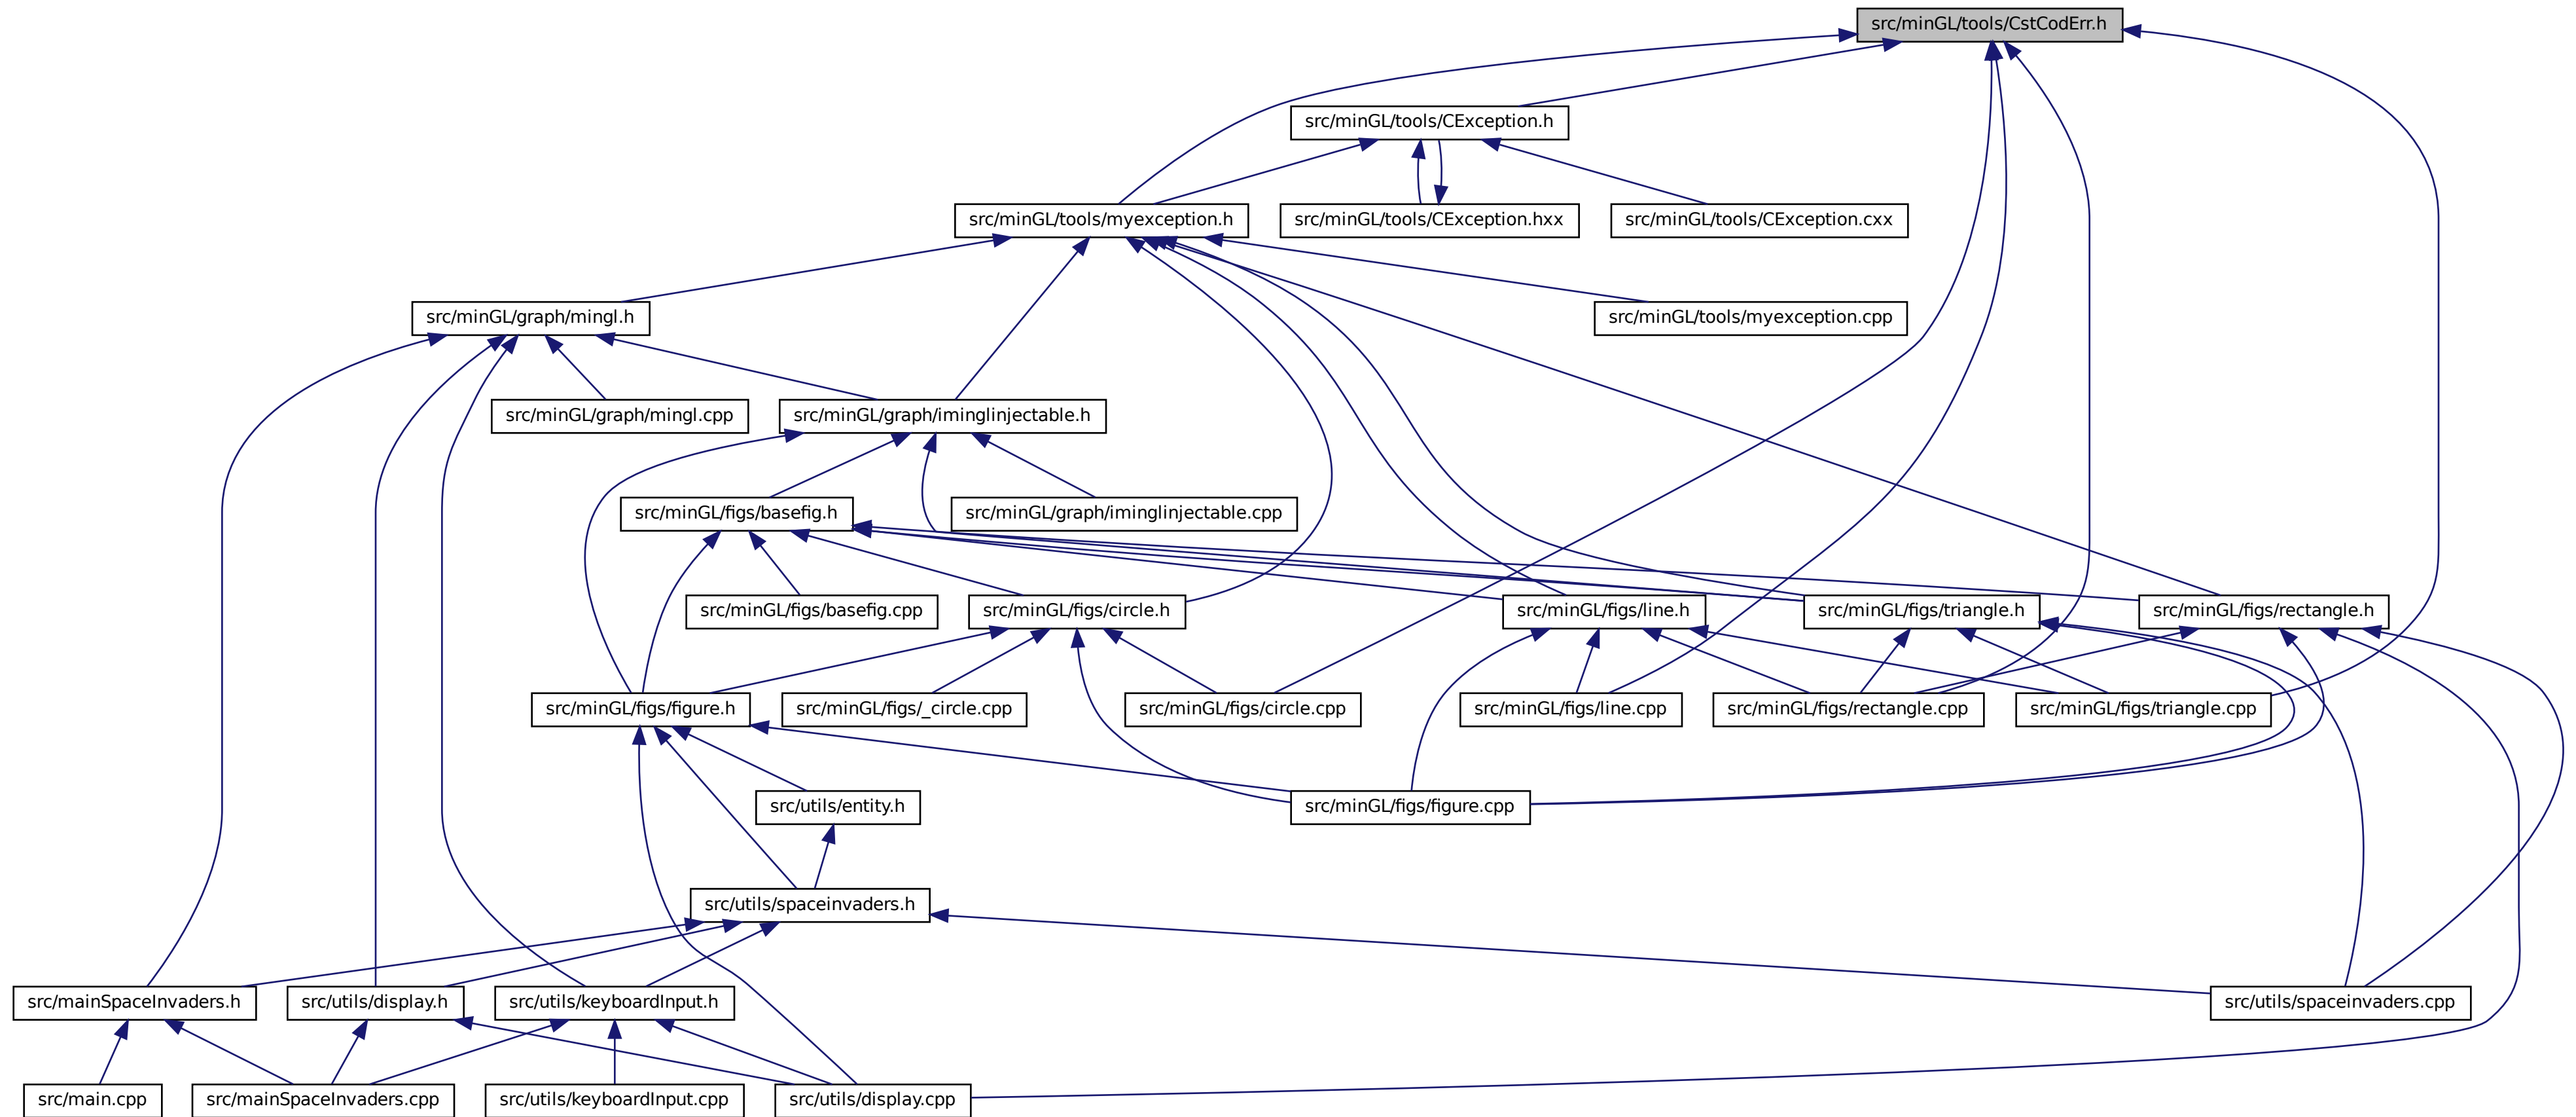 src/minGL/tools/CstCodErr.h
src/minGL/tools/CException.h
src/minGL/tools/myexception.h
src/minGL/tools/CException.hxx
src/minGL/tools/CException.cxx
src/minGL/graph/mingl.h
src/minGL/tools/myexception.cpp
src/minGL/graph/mingl.cpp
src/minGL/graph/iminglinjectable.h
src/minGL/figs/basefig.h
src/minGL/graph/iminglinjectable.cpp
src/minGL/figs/basefig.cpp
src/minGL/figs/circle.h
src/minGL/figs/line.h
src/minGL/figs/triangle.h
src/minGL/figs/rectangle.h
src/minGL/figs/figure.h
src/minGL/figs/_circle.cpp
src/minGL/figs/circle.cpp
src/minGL/figs/line.cpp
src/minGL/figs/rectangle.cpp
src/minGL/figs/triangle.cpp
src/utils/entity.h
src/minGL/figs/figure.cpp
src/utils/spaceinvaders.h
src/mainSpaceInvaders.h
src/utils/display.h
src/utils/keyboardInput.h
src/utils/spaceinvaders.cpp
src/main.cpp
src/mainSpaceInvaders.cpp
src/utils/keyboardInput.cpp
src/utils/display.cpp